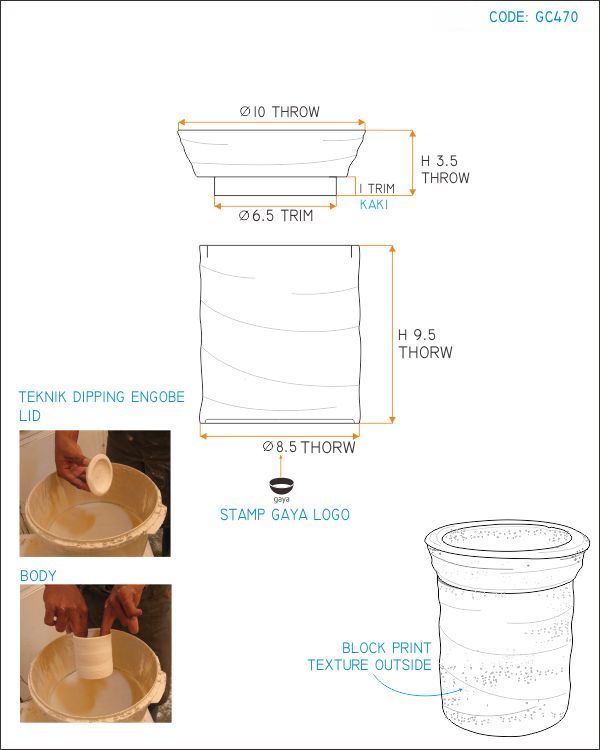 CODE: GC470
Ø10 THROW
H 3.5
THROW
1 TRIM
KAKI
Ø6.5 TRIM
H 9.5
THORW
TEKNIK DIPPING ENGOBE
LID
Ø8.5 THORW
gaya
STAMP GAYA LOGO
BODY
BLOCK PRINT
TEXTURE OUTSIDE